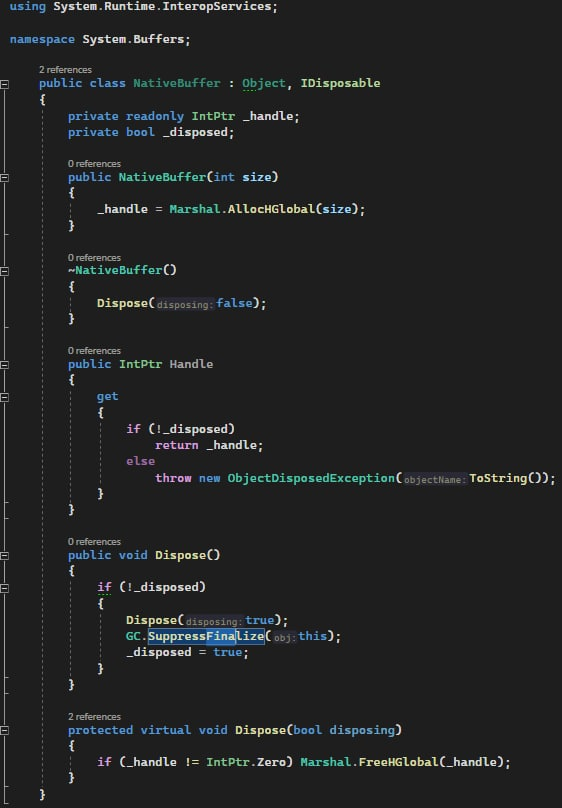 using System.Runtime.InteropServices;
namespace System.Buffers;
2 references
public class NativeBuffer : Object, IDisposable
{
private readonly IntPtr _handle;
private bool _disposed;
0 references
public NativeBuffer(int size)
{
_handle = Marshal.AllocHGlobal(size);
}
0 references
~NativeBuffer()
{
Dispose(disposing:false);
}
0 references
public IntPtr Handle
{
get
{
if (!_disposed)
return _handle;
else
throw new ObjectDisposedException(objectName:ToString());
}
}
0 references
public void Dispose()
{
if (!_disposed)
{
Dispose(disposing:true);
GC.SuppressFinalize(obj:this);
_disposed = true;
}
}
2 references
protected virtual void Dispose(bool disposing)
{
if (_handle != IntPtr.Zero) Marshal.FreeHGlobal(_handle);
}
}